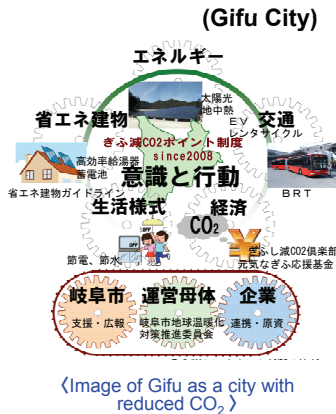 (Gifu City)
エネルギー
太陽光
地中熱
省エネ建物
EV
交通
レンタサイクル
ぎふ減CO2ポイント制度
since2008
高効率給湯器
蓄電池
意識と行動
省エネ建物ガイドライン
BRT
生活様式
経済
OFF
CO₂
¥
節電、節水
ぎふし減CO2倶楽部
元気なぎふ応援基金
岐阜市
運営母体
企業
支援・広報
岐阜市地球温暖化
対策推進委員会
連携・原資
〈Image of Gifu as a city with
reduced CO₂ 〉